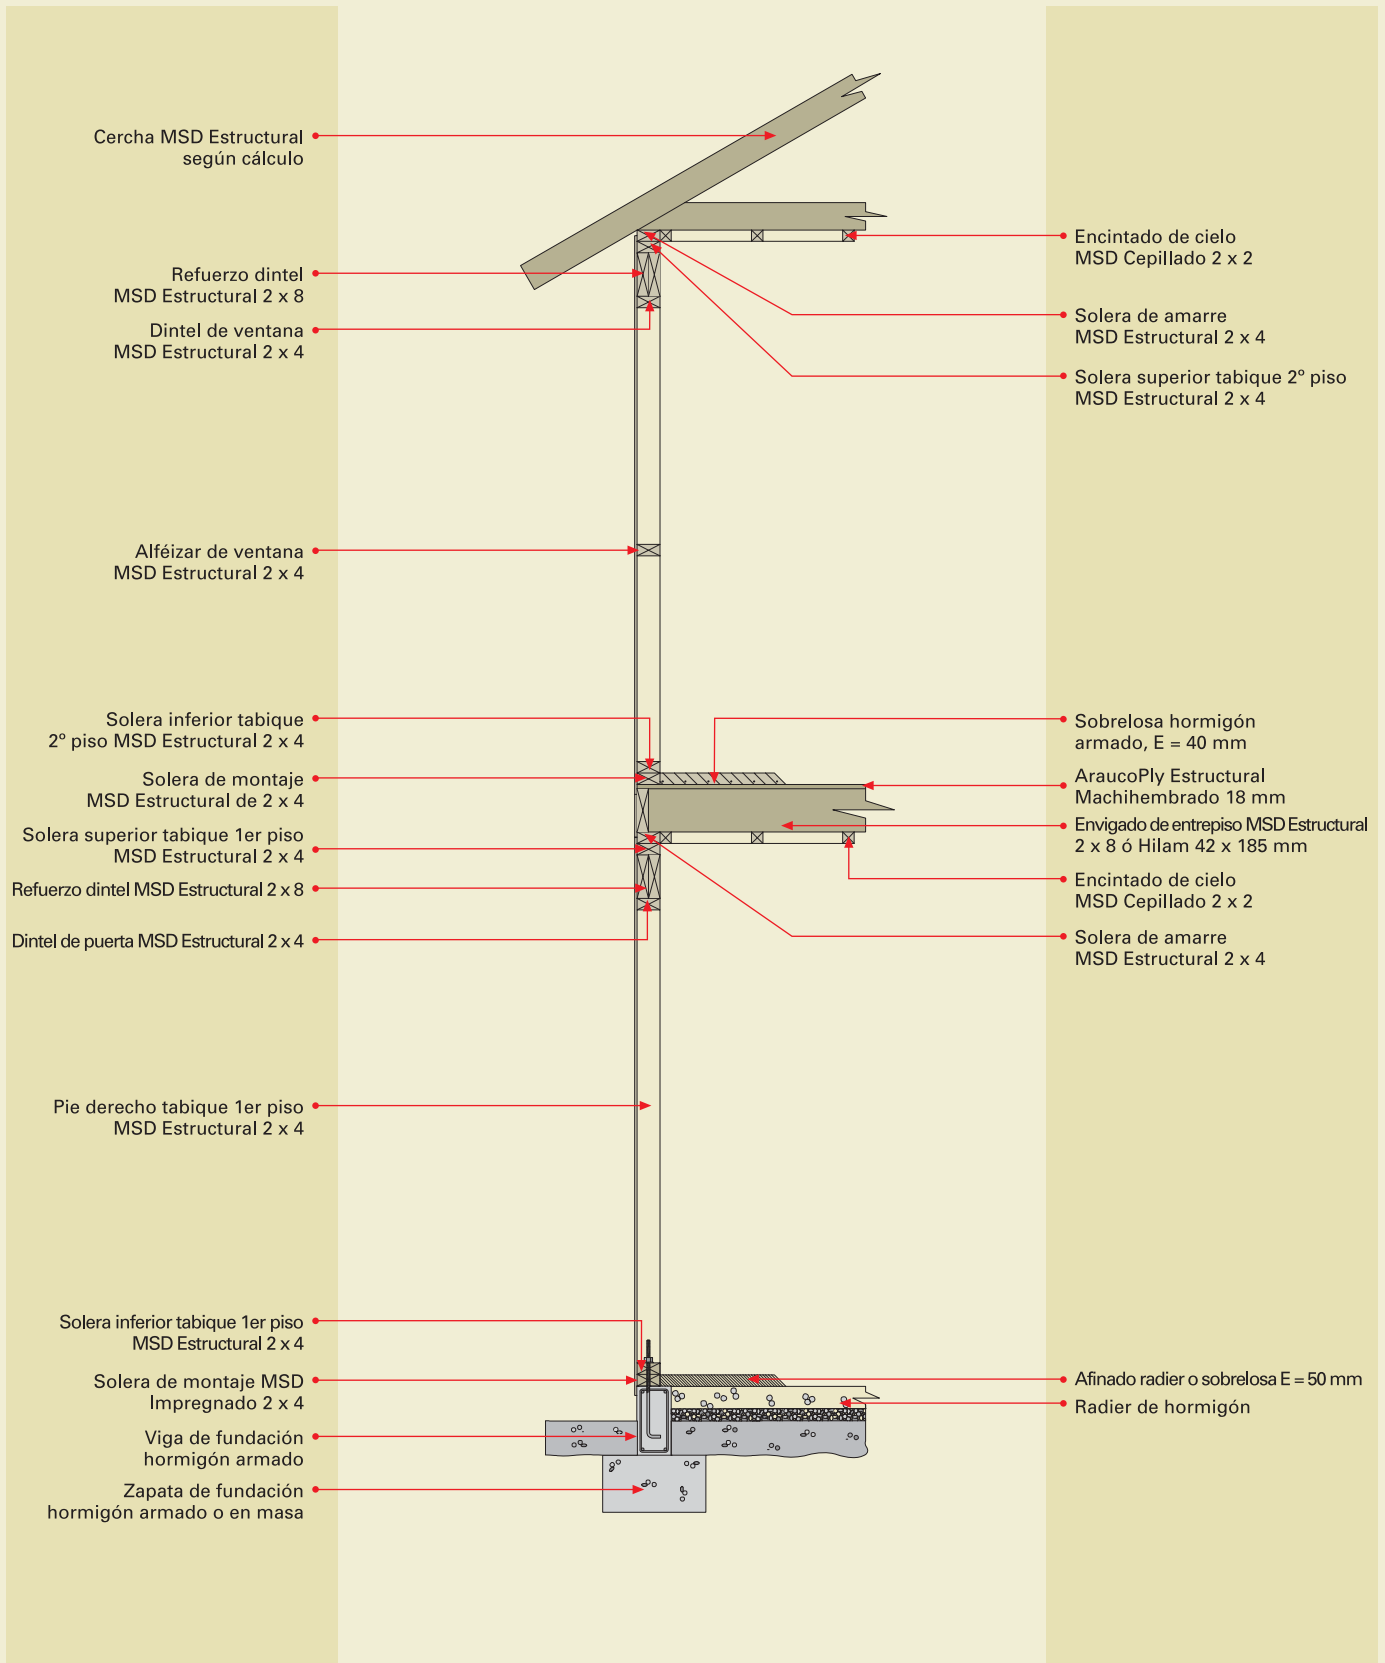 Cercha MSD Estructural
según cálculo
Refuerzo dintel
MSD Estructural 2 x 8
Dintel de ventana
MSD Estructural 2 x 4
Alféizar de ventana
MSD Estructural 2 x 4
Solera inferior tabique
2º piso MSD Estructural 2 x 4
Solera de montaje
MSD Estructural de 2 x 4
Solera superior tabique 1er piso
MSD Estructural 2 x 4
Refuerzo dintel MSD Estructural 2 x 8
Dintel de puerta MSD Estructural 2 x 4
Pie derecho tabique 1er piso
MSD Estructural 2 x 4
Solera inferior tabique 1er piso
MSD Estructural 2 x 4
Solera de montaje MSD
Impregnado 2 x 4
Viga de fundación
hormigón armado
Zapata de fundación
hormigón armado o en masa
Encintado de cielo
MSD Cepillado 2 x 2
Solera de amarre
MSD Estructural 2 x 4
Solera superior tabique 2º piso
MSD Estructural 2 x 4
Sobrelosa hormigón
armado, E = 40 mm
AraucoPly Estructural
Machihembrado 18 mm
Envigado de entrepiso MSD Estructural
2 x 8 ó Hilam 42 x 185 mm
Encintado de cielo
MSD Cepillado 2 x 2
Solera de amarre
MSD Estructural 2 x 4
Afinado radier o sobrelosa E = 50 mm
Radier de hormigón